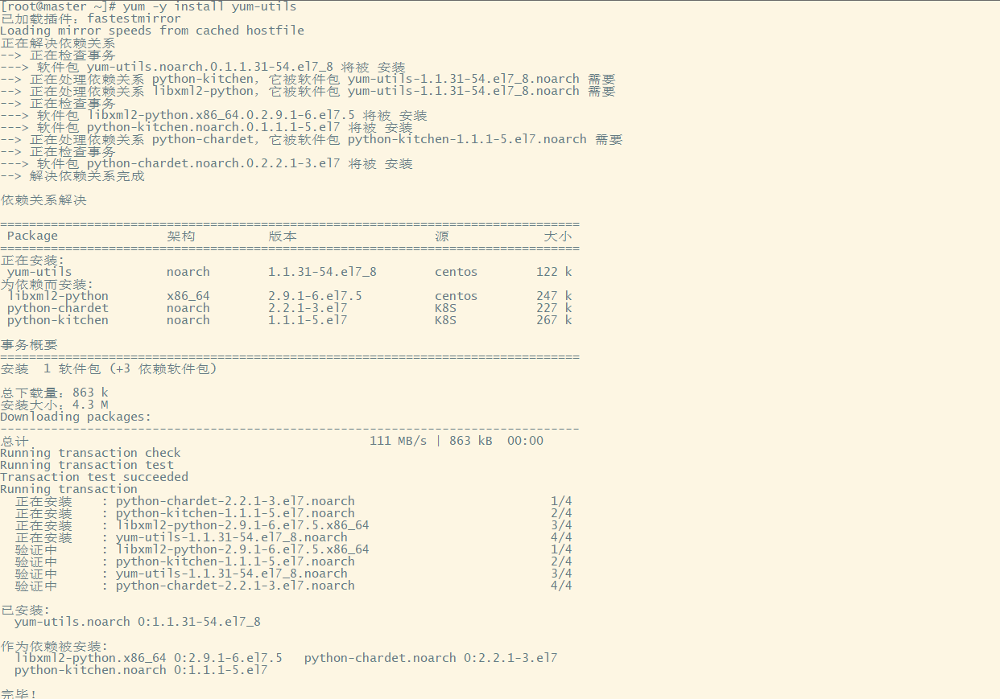 [root@master ~]# yum -y install yum-utils
已加载插件：fastestmirror
Loading mirror speeds from cached hostfile
正在解决依赖关系
--> 正在检查事务
---> 软件包 yum-utils.noarch.0.1.1.31-54.el7_8 将被 安装
--> 正在处理依赖关系 python-kitchen，它被软件包 yum-utils-1.1.31-54.el7_8.noarch 需要
--> 正在处理依赖关系 libxml2-python，它被软件包 yum-utils-1.1.31-54.el7_8.noarch 需要
--> 正在检查事务
---> 软件包 libxml2-python.x86_64.0.2.9.1-6.el7.5 将被 安装
---> 软件包 python-kitchen.noarch.0.1.1.1-5.el7 将被 安装
--> 正在处理依赖关系 python-chardet，它被软件包 python-kitchen-1.1.1-5.el7.noarch 需要
--> 正在检查事务
---> 软件包 python-chardet.noarch.0.2.2.1-3.el7 将被 安装
--> 解决依赖关系完成
依赖关系解决
================================================================================
Package 架构 版本 源 大小
================================================================================
正在安装:
yum-utils noarch 1.1.31-54.el7_8 centos 122 k
为依赖而安装:
libxml2-python x86_64 2.9.1-6.el7.5 centos 247 k
python-chardet noarch 2.2.1-3.el7 K8S 227 k
python-kitchen noarch 1.1.1-5.el7 K8S 267 k
事务概要
================================================================================
安装 1 软件包 (+3 依赖软件包)
总下载量：863 k
安装大小：4.3 M
Downloading packages:
--------------------------------------------------------------------------------
总计 111 MB/s | 863 kB 00:00
Running transaction check
Running transaction test
Transaction test succeeded
Running transaction
正在安装 : python-chardet-2.2.1-3.el7.noarch 1/4
正在安装 : python-kitchen-1.1.1-5.el7.noarch 2/4
正在安装 : libxml2-python-2.9.1-6.el7.5.x86_64 3/4
正在安装 : yum-utils-1.1.31-54.el7_8.noarch 4/4
验证中 : libxml2-python-2.9.1-6.el7.5.x86_64 1/4
验证中 : python-kitchen-1.1.1-5.el7.noarch 2/4
验证中 : yum-utils-1.1.31-54.el7_8.noarch 3/4
验证中 : python-chardet-2.2.1-3.el7.noarch 4/4
已安装:
yum-utils.noarch 0:1.1.31-54.el7_8
作为依赖被安装:
libxml2-python.x86_64 0:2.9.1-6.el7.5 python-chardet.noarch 0:2.2.1-3.el7
python-kitchen.noarch 0:1.1.1-5.el7
完毕！